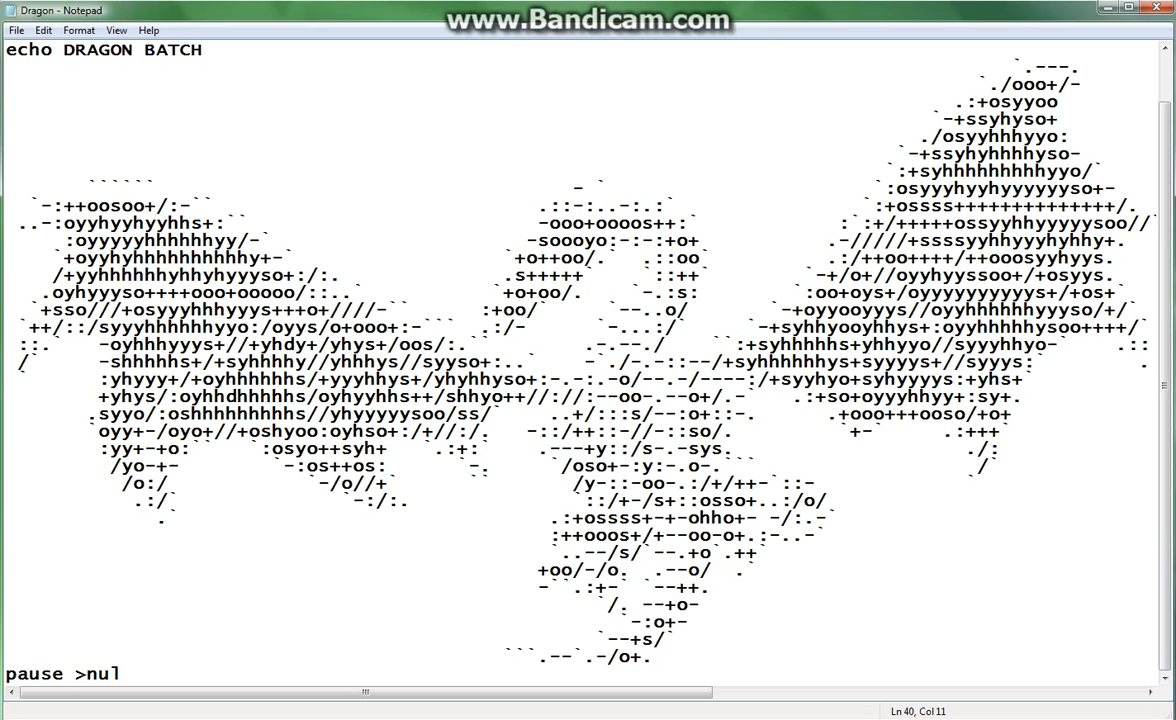 Dragon - Notepad
www.Bandicam.com
File Edit Format View Help
echo DRAGON BATCH
pause >nul
Ln 40, Col 11